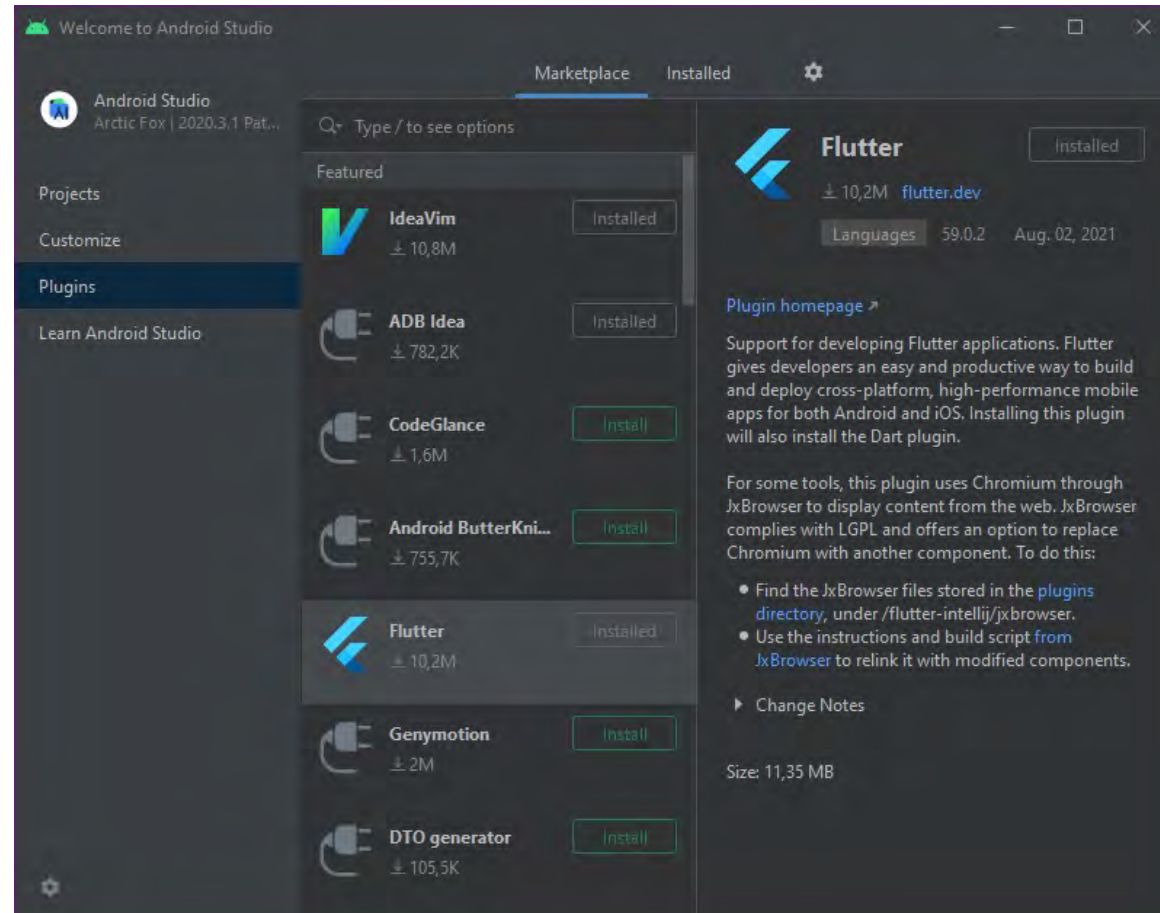 Welcome to Android Studio
Marketplace Installed
Android Studio
Arctic Fox | 2020.3.1 Pat...
Projects
Customize
Plugins
Learn Android Studio
Type / to see options
Featured
IdeaVim Installed
10,8M
ADB Idea Installed
782,2K
CodeGlance Install
1,6M
Android ButterKni... Install
755,7K
Flutter Installed
10,2M
Genymotion Install
2M
DTO generator Install
105,5K
Flutter Installed
10,2M flutter.dev
Languages 59.0.2 Aug. 02, 2021
Plugin homepage ↗
Support for developing Flutter applications. Flutter
gives developers an easy and productive way to build
and deploy cross-platform, high-performance mobile
apps for both Android and iOS. Installing this plugin
will also install the Dart plugin.
For some tools, this plugin uses Chromium through
JxBrowser to display content from the web. JxBrowser
complies with LGPL and offers an option to replace
Chromium with another component. To do this:
• Find the JxBrowser files stored in the plugins
directory, under /flutter-intellij/jxbrowser.
• Use the instructions and build script from
JxBrowser to relink it with modified components.
Change Notes
Size: 11,35 MB